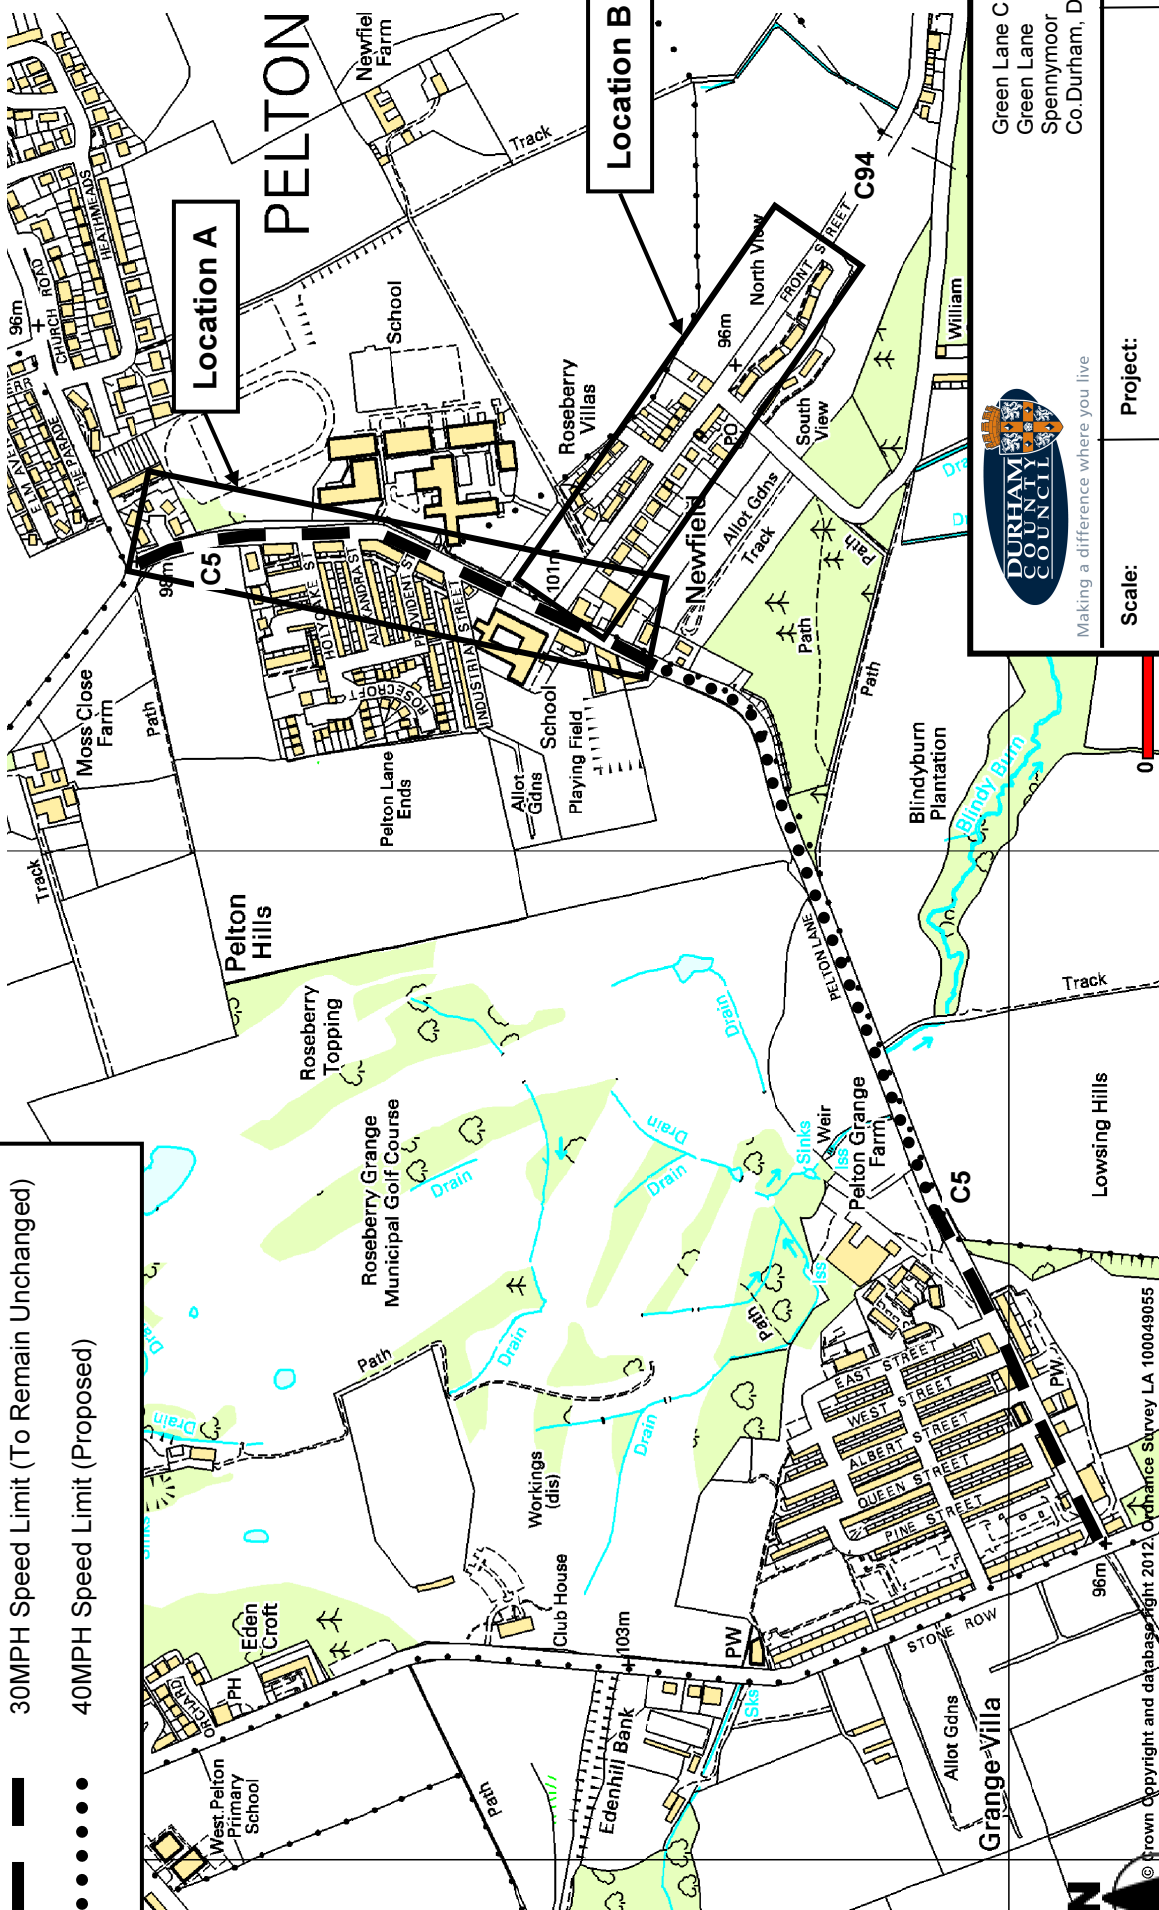 30MPH Speed Limit (To Remain Unchanged)
40MPH Speed Limit (Proposed)
Location A
Location B
PELTON
Newfiel
Farm
Track
96m
CHURCH ROAD
HEATHMEADS
ELM AVEN
THE PARADE
School
Roseberry
Villas
North View
FRONT STREET
C94
96m
PO
South
View
William
Newfield
Allot Gdns
Track
Path
Path
Path
98m
C5
HOLYOAKE ST
ALEXANDRA ST
PROVIDENT ST
INDUSTRIAL STREET
ROSECROFT
101m
School
Playing Field
Allot
Gdns
Pelton Lane
Ends
Moss Close
Farm
Path
Track
Pelton
Hills
Blindyburn
Plantation
Blindy Burn
PELTON LANE
Track
Roseberry
Topping
Roseberry Grange
Municipal Golf Course
Drain
Drain
Drain
Drain
Drain
Drain
Sinks
Iss
Weir
Iss
Pelton Grange
Farm
C5
Lowsing Hills
Path
Path
Drain
Workings
(dis)
Club House
103m
PW
EAST STREET
WEST STREET
ALBERT STREET
QUEEN STREET
PINE STREET
PW
96m
STONE ROW
Grange Villa
Allot Gdns
Sks
Edenhill Bank
Path
Eden
Croft
PH
ORCHARD
West Pelton
Primary
School
Drain
Green Lane C
Green Lane
Spennymoor
Co.Durham, D
DURHAM
COUNTY
COUNCIL
Making a difference where you live
Scale:
Project:
0
N
© Crown Copyright and database right 2012. Ordnance Survey LA 100049055